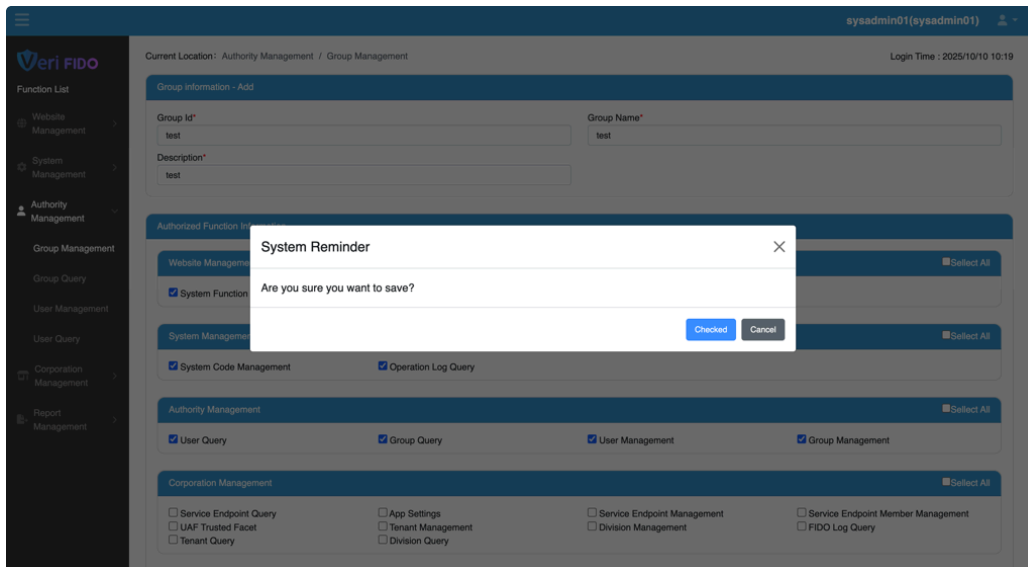 sysadmin01(sysadmin01)
Veri FIDO
Function List
Website
Management
System
Management
Authority
Management
Group Management
Group Query
User Management
User Query
Corporation
Management
Report
Management
Current Location： Authority Management / Group Management
Login Time : 2025/10/10 10:19
Group information - Add
Group Id*
Group Name*
test
test
Description*
test
Authorized Function
System Reminder
Are you sure you want to save?
Checked
Cancel
Website Manageme
Sellect All
System Function
System Managemen
Sellect All
System Code Management
Operation Log Query
Authority Management
Sellect All
User Query
Group Query
User Management
Group Management
Corporation Management
Sellect All
Service Endpoint Query
App Settings
Service Endpoint Management
Service Endpoint Member Management
UAF Trusted Facet
Tenant Management
Division Management
FIDO Log Query
Tenant Query
Division Query